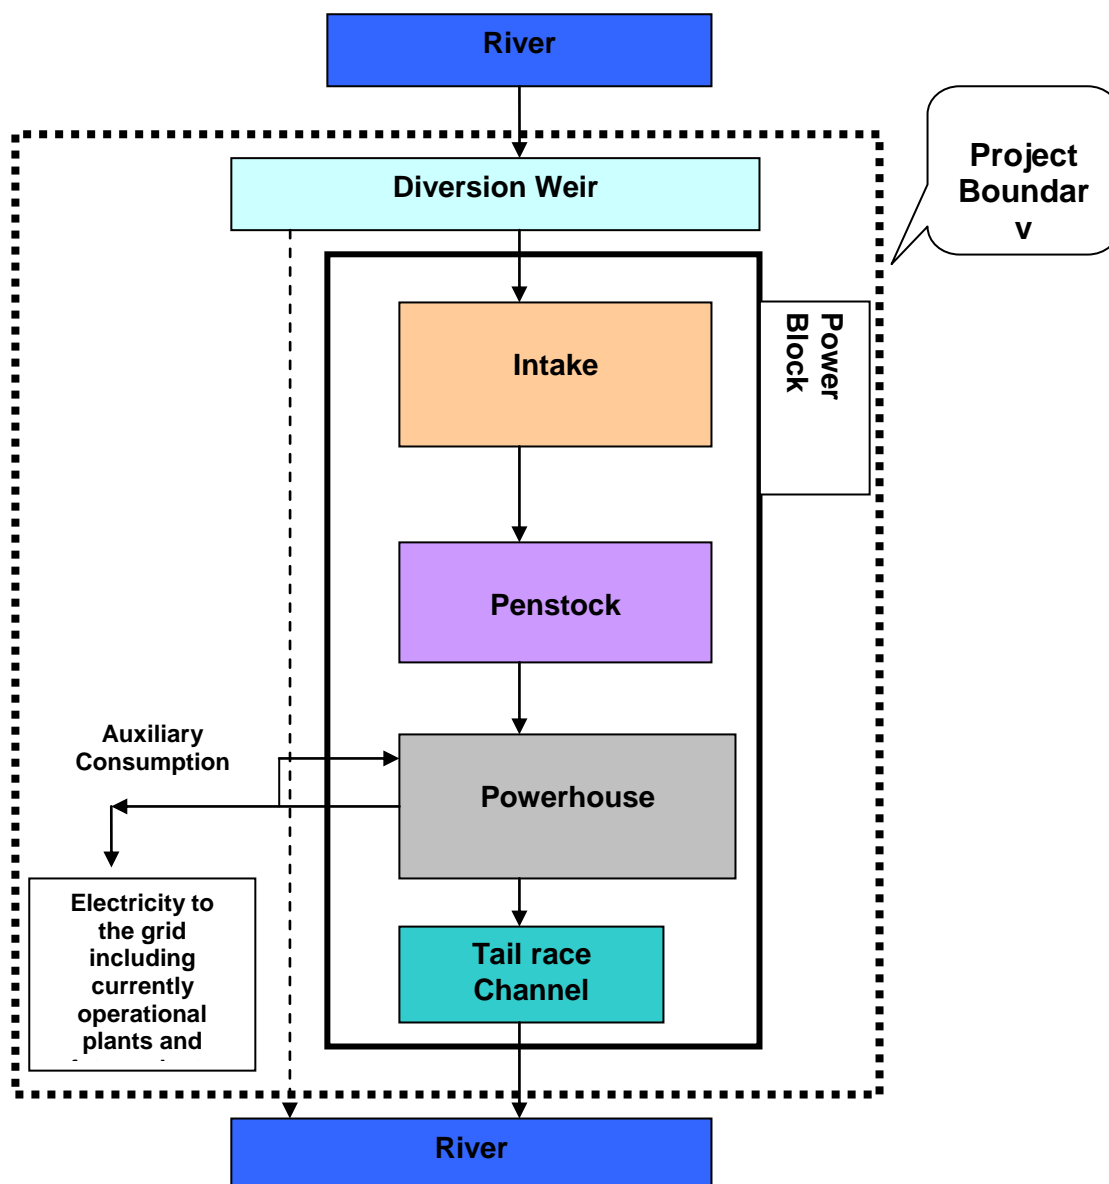 River
Project
Boundar
Diversion Weir
Power
Block
Intake
Penstock
Auxiliary
Consumption
Powerhouse
Electricity to
the grid
including
currently
operational
plants and
Tail race
Channel
River